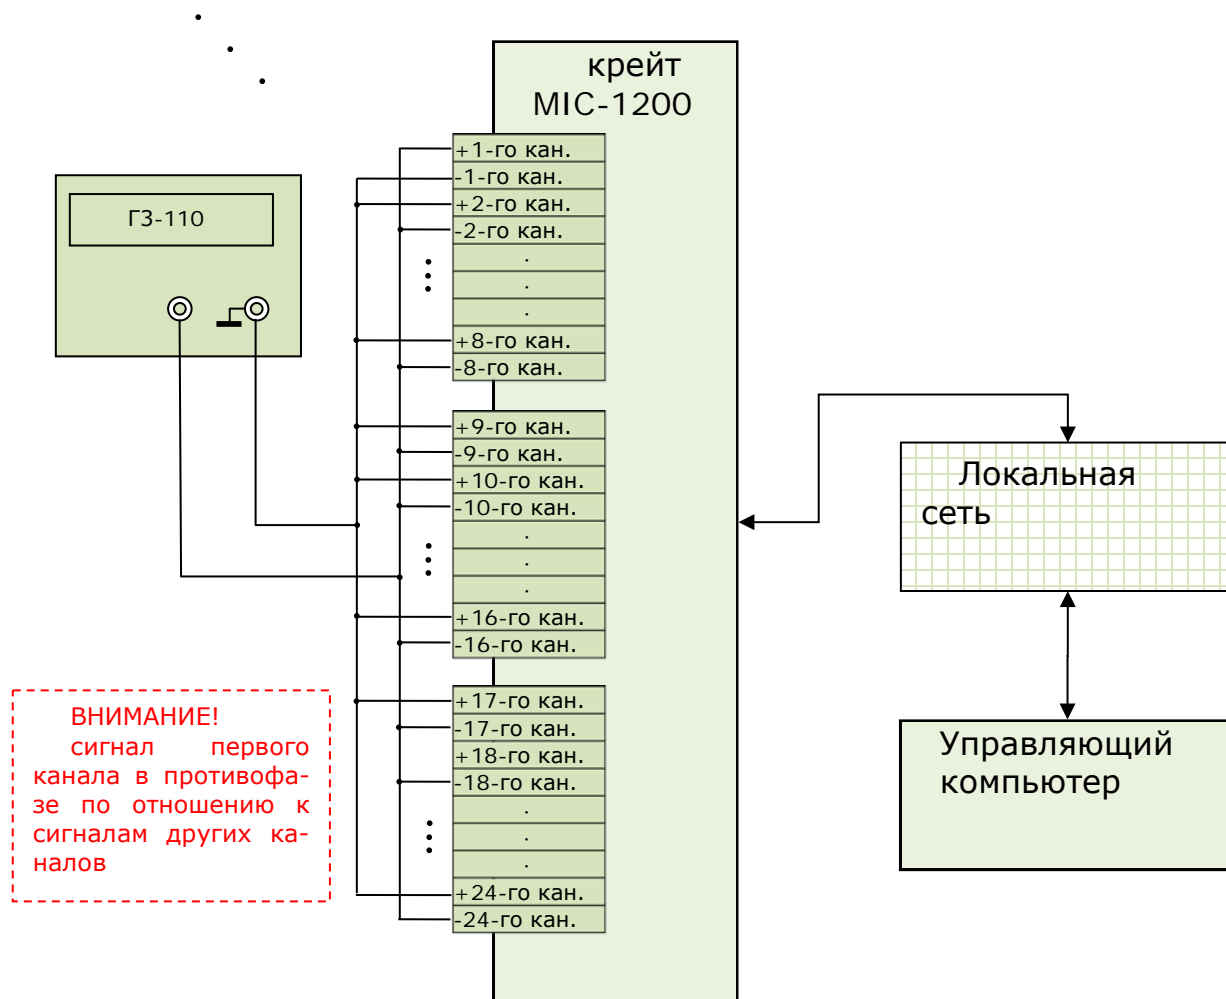 крейт
MIC-1200
+1-го кан.
-1-го кан.
+2-го кан.
-2-го кан.
.
.
.
+8-го кан.
-8-го кан.
Г3-110
+9-го кан.
-9-го кан.
+10-го кан.
-10-го кан.
.
.
.
+16-го кан.
-16-го кан.
+17-го кан.
-17-го кан.
+18-го кан.
-18-го кан.
.
.
.
+24-го кан.
-24-го кан.
Локальная
сеть
Управляющий
компьютер
ВНИМАНИЕ!
сигнал первого
канала в противофа-
зе по отношению к
сигналам других ка-
налов